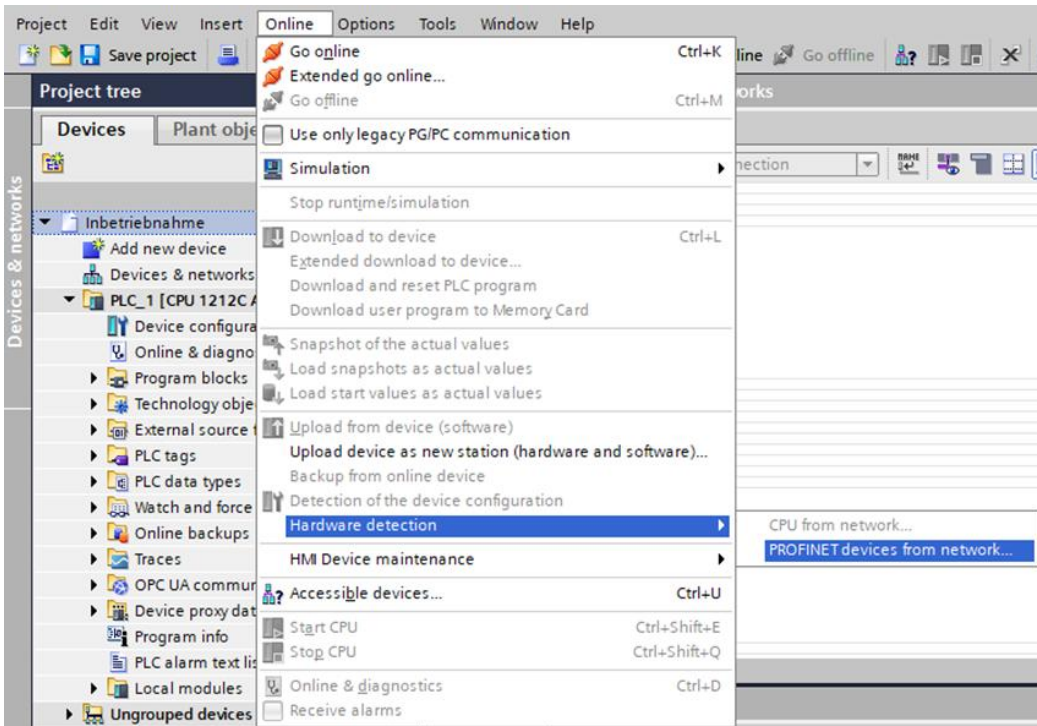 Project Edit View Insert Online Options Tools Window Help
Save project
Go offline
Project tree
Devices
Devices & networks
Inbetriebnahme
Add new device
Devices & networks
PLC_1 [CPU 1212C
Device configura
Online & diagno
Program blocks
Technology obje
External source
PLC tags
PLC data types
Watch and force
Online backups
Traces
OPC UA commun
Device proxy dat
Program info
PLC alarm text lis
Local modules
Ungrouped devices
Go online Ctrl+K
Extended go online...
Go offline Ctrl+M
Use only legacy PG/PC communication
Simulation
Stop runtime/simulation
Download to device Ctrl+L
Extended download to device...
Download and reset PLC program
Download user program to Memory Card
Snapshot of the actual values
Load snapshots as actual values
Load start values as actual values
Upload from device (software)
Upload device as new station (hardware and software)...
Backup from online device
Detection of the device configuration
Hardware detection
HMI Device maintenance
Accessible devices... Ctrl+U
Start CPU Ctrl+Shift+E
Stop CPU Ctrl+Shift+Q
Online & diagnostics Ctrl+D
Receive alarms
CPU from network...
PROFINET devices from network...